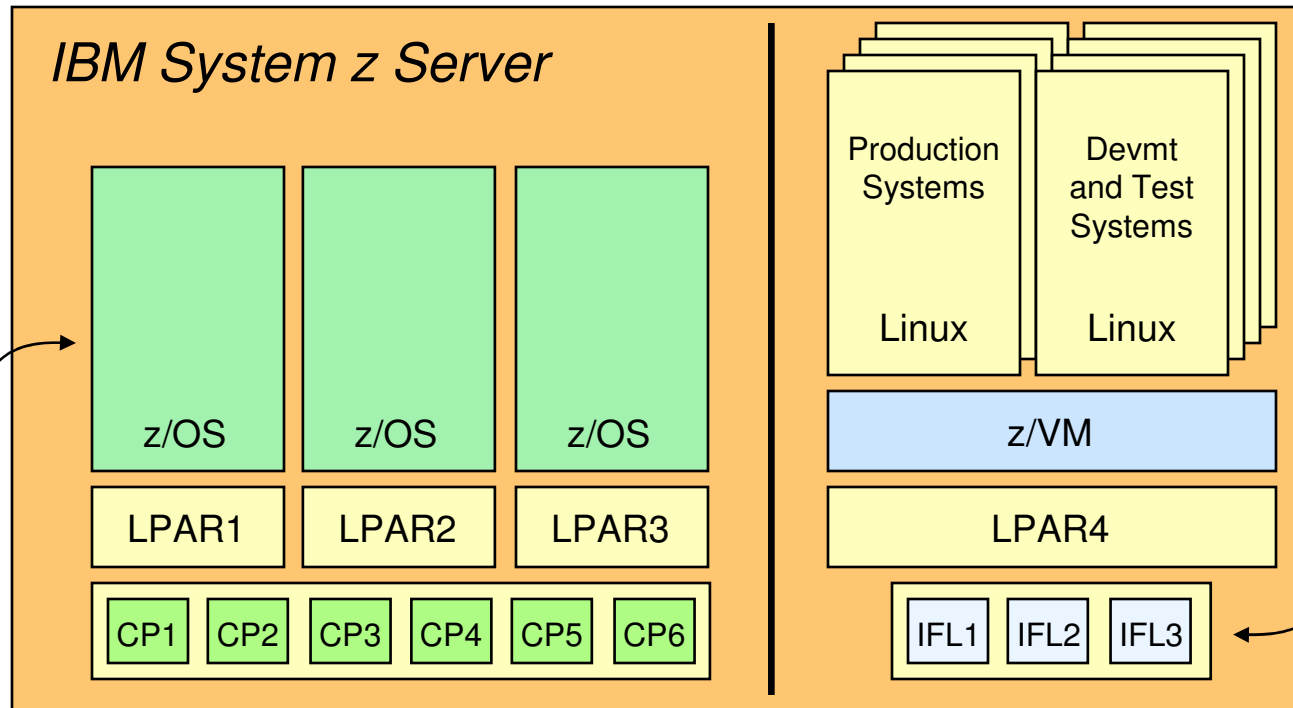 IBM System z Server
z/OS
z/OS
z/OS
LPAR1
LPAR2
LPAR3
CP1
CP2
CP3
CP4
CP5
CP6
Production
Systems
Linux
Devmt
and Test
Systems
Linux
z/VM
LPAR4
IFL1
IFL2
IFL3